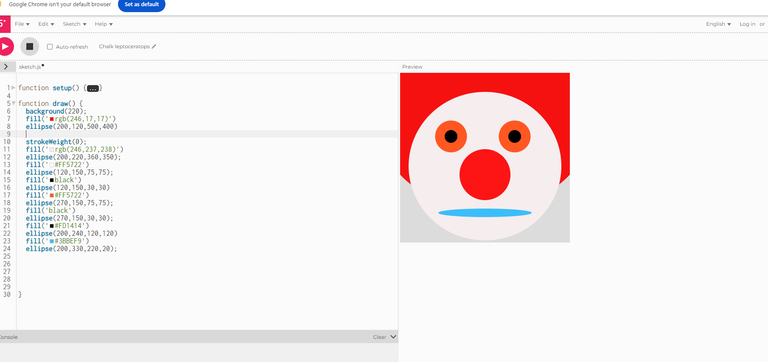 Google Chrome isn't your default browser Set as default
File Edit Sketch Help English Log in or
Auto-refresh Chalk leptoceratops
sketch.js Preview
1 function setup() {...}
4
5 function draw() {
6 background(220);
7 fill('rgb(246,17,17)')
8 ellipse(200,120,500,400)
9
10 strokeWeight(0);
11 fill('rgb(246,237,238)')
12 ellipse(200,220,360,350);
13 fill('#FF5722')
14 ellipse(120,150,75,75);
15 fill('black')
16 ellipse(120,150,30,30)
17 fill('#FF5722')
18 ellipse(270,150,75,75);
19 fill('black')
20 ellipse(270,150,30,30);
21 fill('#FD1414')
22 ellipse(200,240,120,120)
23 fill('#3BBEF9')
24 ellipse(200,330,220,20);
25
26
27
28
29
30 }
Console Clear